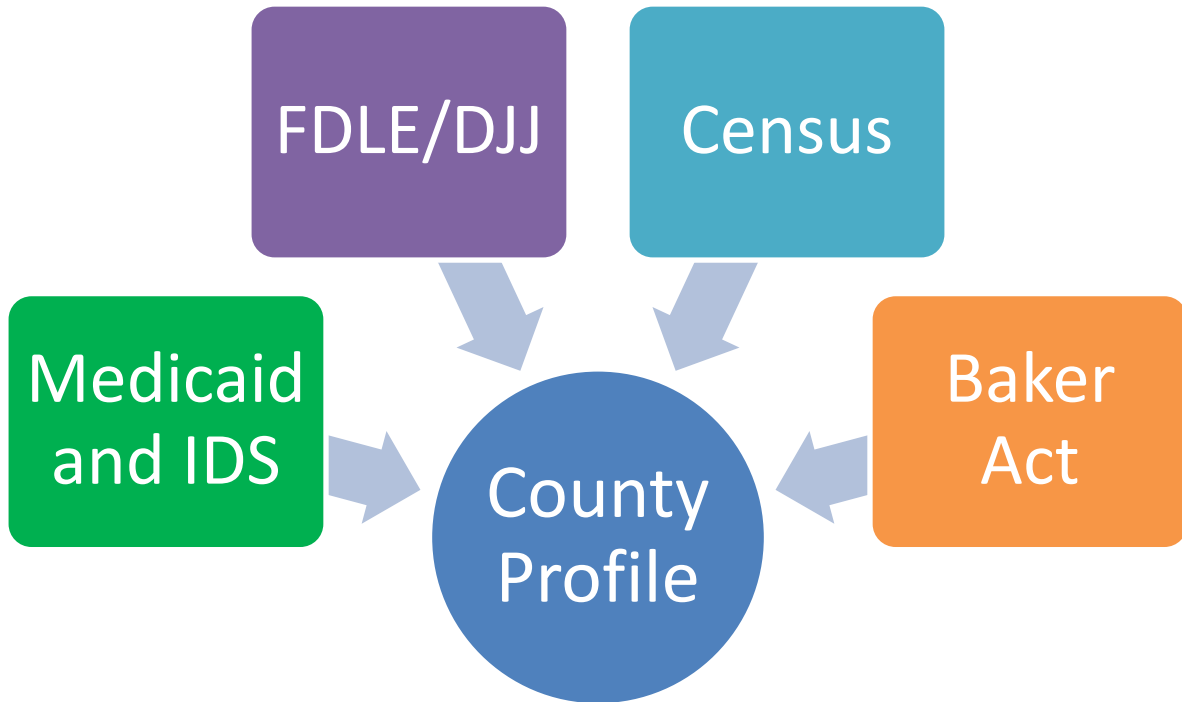 FDLE/DJJ
Census
Medicaid
and IDS
Baker
Act
County
Profile